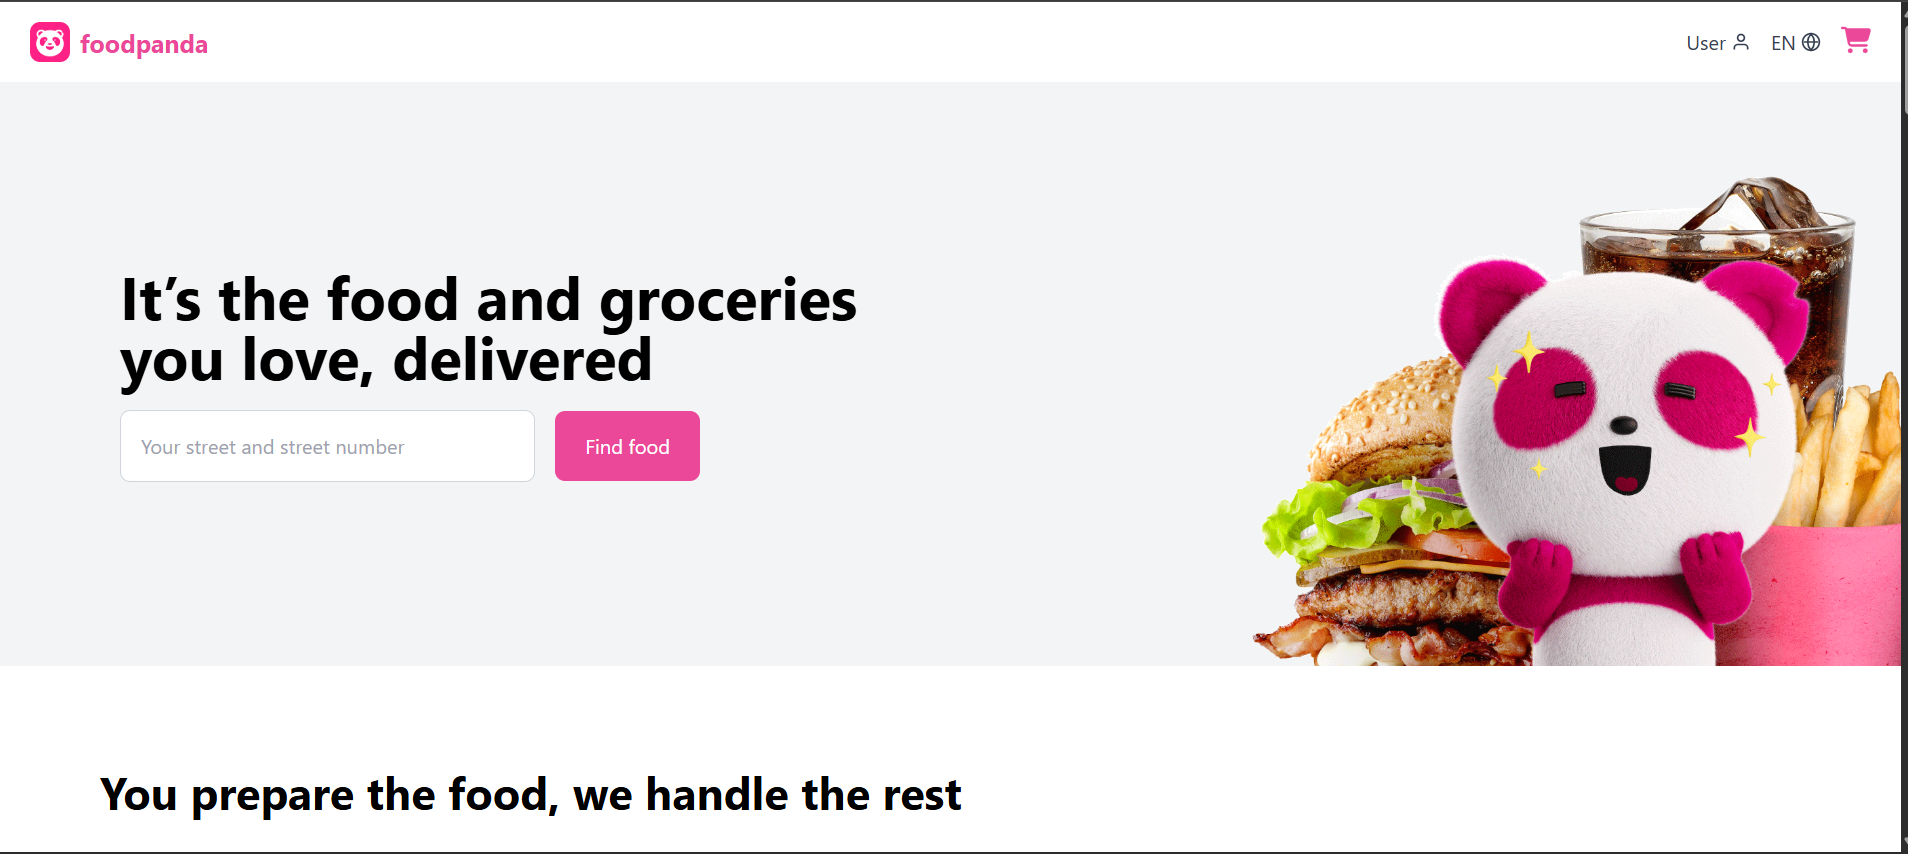 foodpanda
User
EN
It’s the food and groceries
you love, delivered
Your street and street number
Find food
You prepare the food, we handle the rest